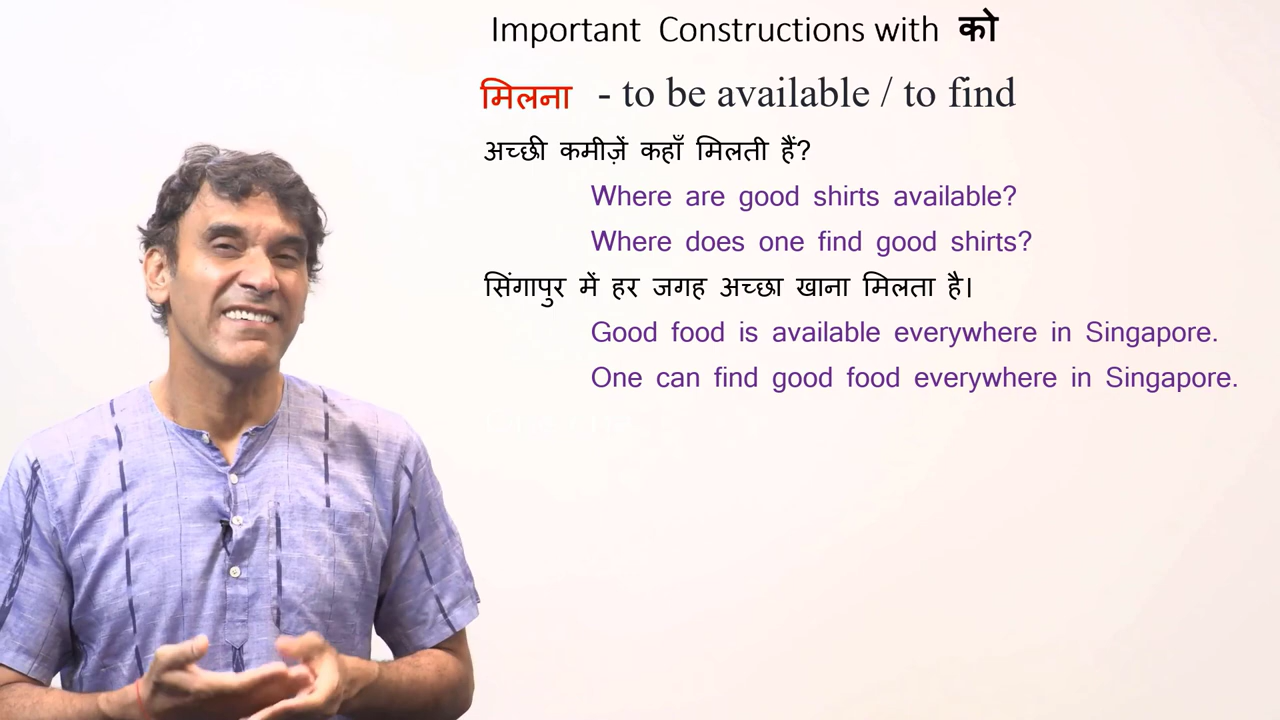 Important Constructions with को
मिलना - to be available / to find
अच्छी कमीज़ें कहाँ मिलती हैं?
Where are good shirts available?
Where does one find good shirts?
सिंगापुर में हर जगह अच्छा खाना मिलता है।
Good food is available everywhere in Singapore.
One can find good food everywhere in Singapore.